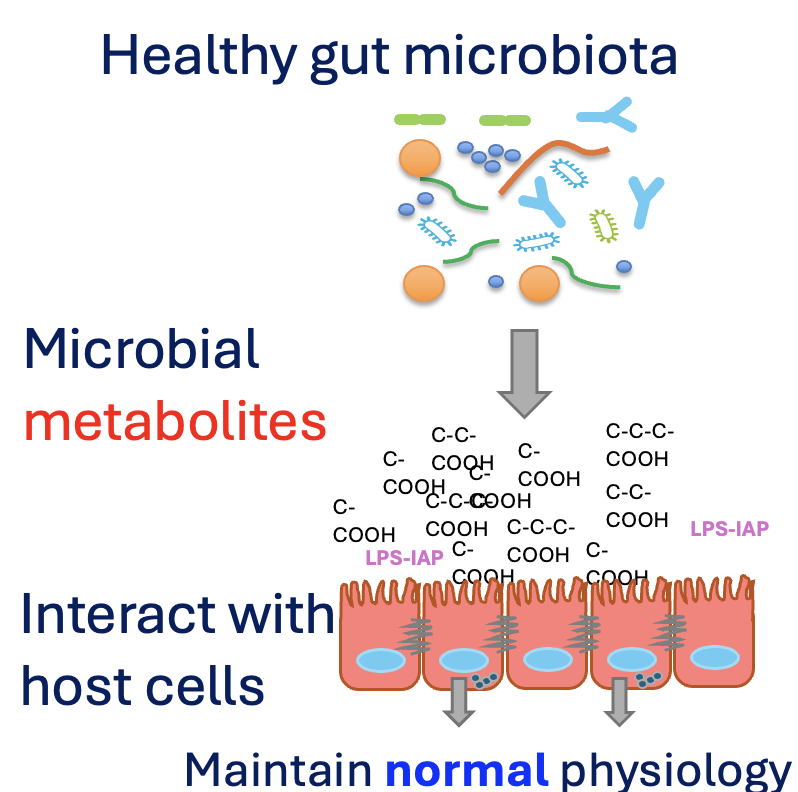 Healthy gut microbiota
Microbial
metabolites
C-C-
COOH
C-
COOH
C-
COOH
C-
COOH
C-C-C-
COOH
C-C-
COOH
C-
COOH
C-C-C-
COOH
C-C-C-
COOH
C-
COOH
C-
COOH
LPS-IAP
LPS-IAP
Interact with
host cells
Maintain normal physiology